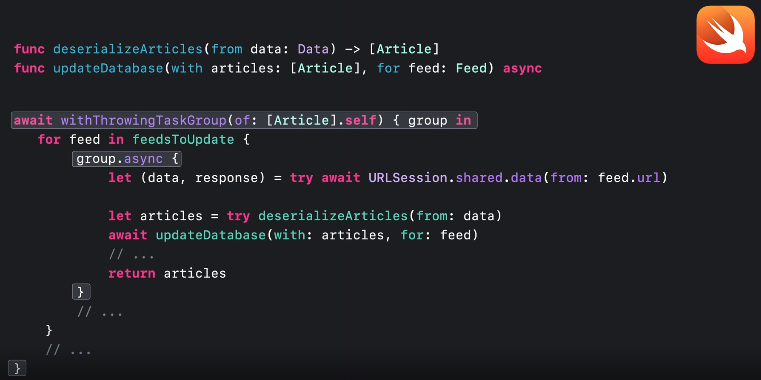 func deserializeArticles(from data: Data) -> [Article]
func updateDatabase(with articles: [Article], for feed: Feed) async
await withThrowingTaskGroup(of: [Article].self) { group in
for feed in feedsToUpdate {
group.async {
let (data, response) = try await URLSession.shared.data(from: feed.url)
let articles = try deserializeArticles(from: data)
await updateDatabase(with: articles, for: feed)
// ...
return articles
}
// ...
}
// ...
}